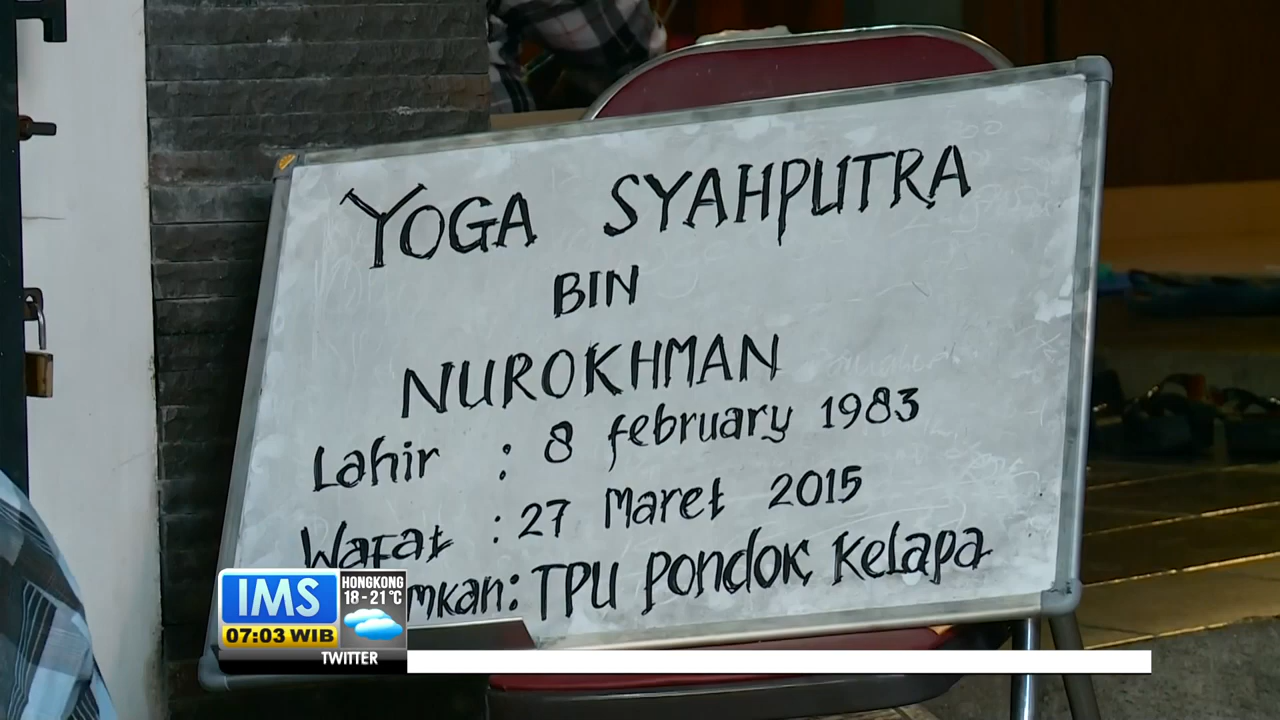 YOGA SYAHPUTRA
BIN
NUROKHMAN
Lahir : 8 february 1983
Wafat : 27 Maret 2015
mkan: TPU Pondok Kelapa
IMS
HONGKONG
18 - 21 °C
07:03 WIB
TWITTER